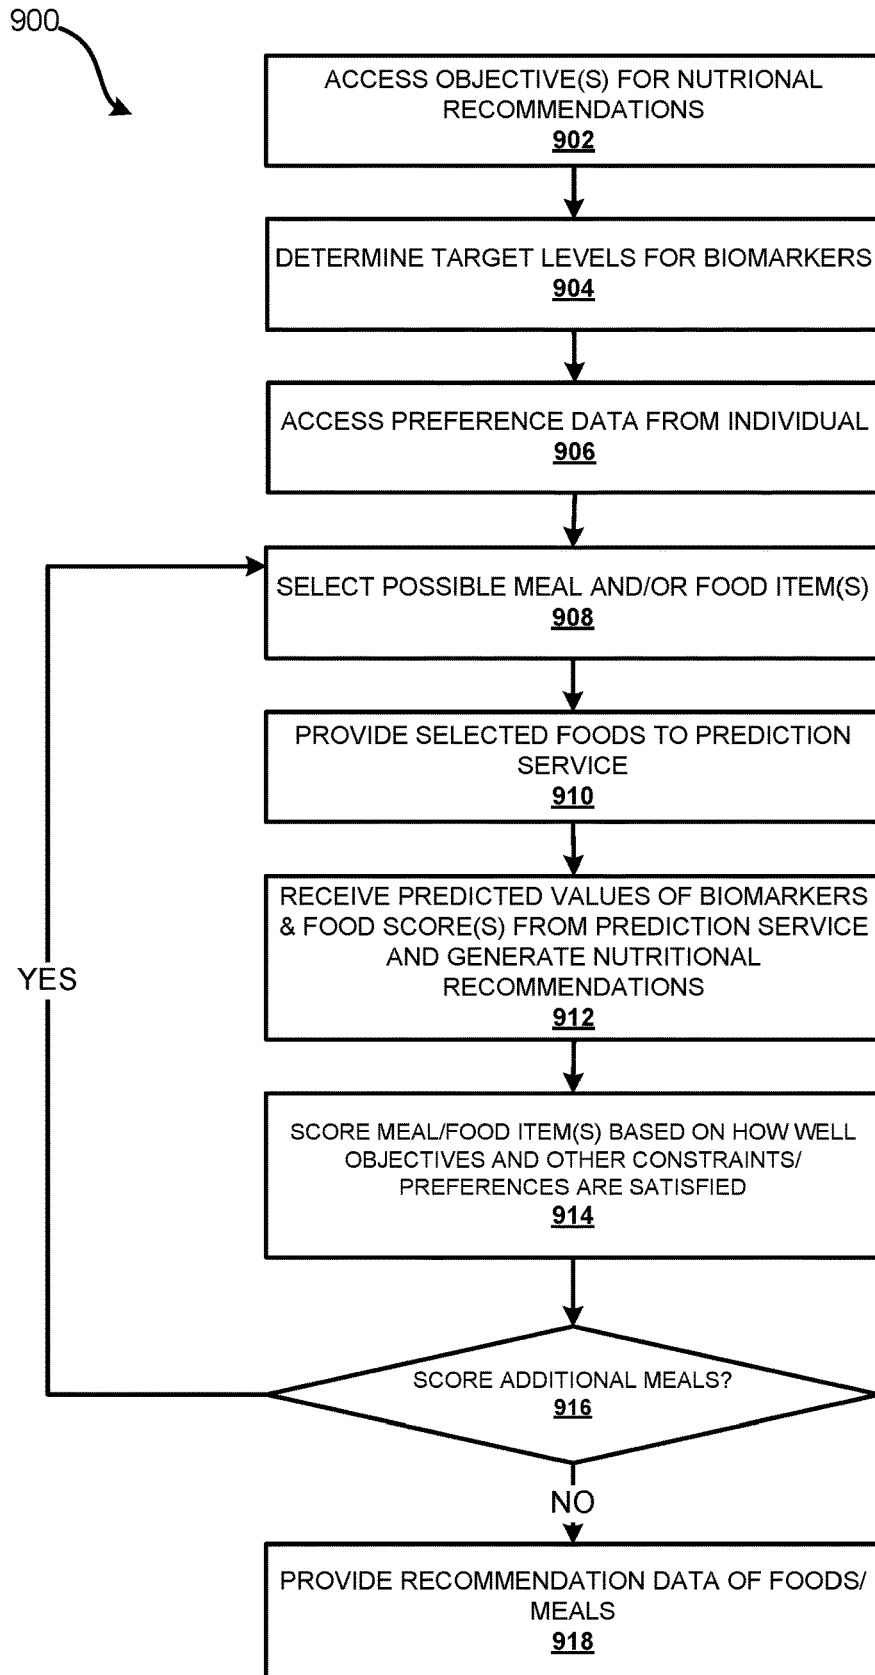 900
ACCESS OBJECTIVE(S) FOR NUTRIONAL
RECOMMENDATIONS
902
DETERMINE TARGET LEVELS FOR BIOMARKERS
904
ACCESS PREFERENCE DATA FROM INDIVIDUAL
906
SELECT POSSIBLE MEAL AND/OR FOOD ITEM(S)
908
PROVIDE SELECTED FOODS TO PREDICTION
SERVICE
910
RECEIVE PREDICTED VALUES OF BIOMARKERS
& FOOD SCORE(S) FROM PREDICTION SERVICE
AND GENERATE NUTRITIONAL
RECOMMENDATIONS
912
YES
SCORE MEAL/FOOD ITEM(S) BASED ON HOW WELL
OBJECTIVES AND OTHER CONSTRAINTS/
PREFERENCES ARE SATISFIED
914
SCORE ADDITIONAL MEALS?
916
NO
PROVIDE RECOMMENDATION DATA OF FOODS/
MEALS
918